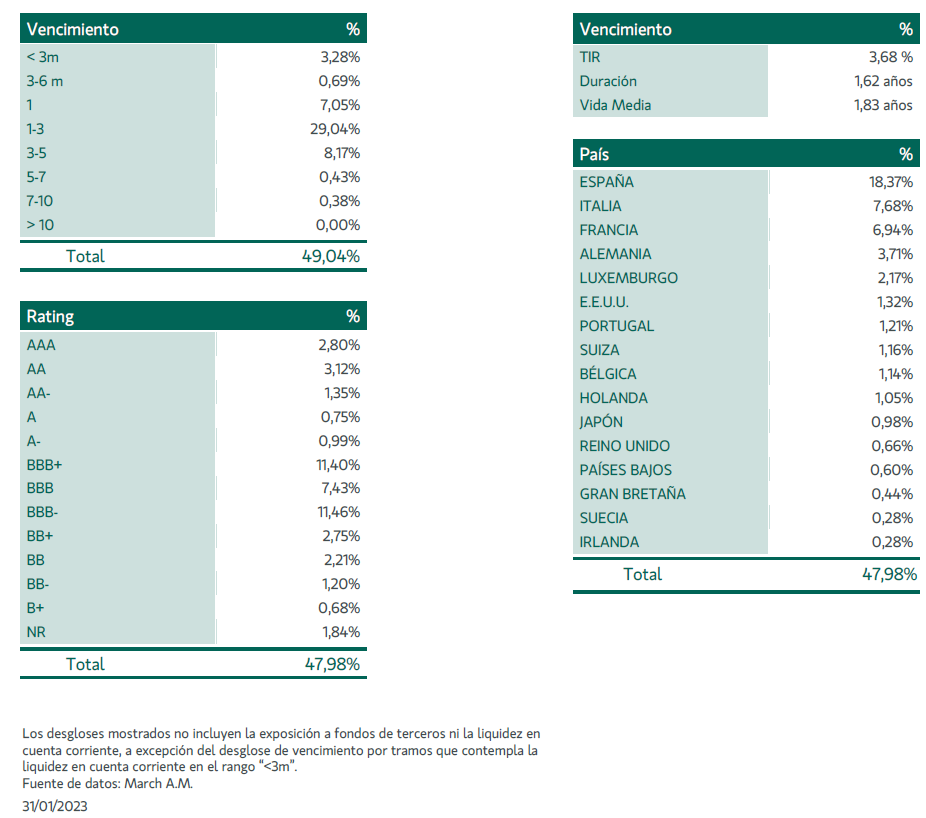 Vencimiento %
< 3m 3,28%
3-6 m 0,69%
1 7,05%
1-3 29,04%
3-5 8,17%
5-7 0,43%
7-10 0,38%
> 10 0,00%
Total 49,04%
Rating %
AAA 2,80%
AA 3,12%
AA- 1,35%
A 0,75%
A- 0,99%
BBB+ 11,40%
BBB 7,43%
BBB- 11,46%
BB+ 2,75%
BB 2,21%
BB- 1,20%
B+ 0,68%
NR 1,84%
Total 47,98%
Vencimiento %
TIR 3,68 %
Duración 1,62 años
Vida Media 1,83 años
País %
ESPAÑA 18,37%
ITALIA 7,68%
FRANCIA 6,94%
ALEMANIA 3,71%
LUXEMBURGO 2,17%
E.E.U.U. 1,32%
PORTUGAL 1,21%
SUIZA 1,16%
BÉLGICA 1,14%
HOLANDA 1,05%
JAPÓN 0,98%
REINO UNIDO 0,66%
PAÍSES BAJOS 0,60%
GRAN BRETAÑA 0,44%
SUECIA 0,28%
IRLANDA 0,28%
Total 47,98%
Los desgloses mostrados no incluyen la exposición a fondos de terceros ni la liquidez en
cuenta corriente, a excepción del desglose de vencimiento por tramos que contempla la
liquidez en cuenta corriente en el rango “<3m”.
Fuente de datos: March A.M.
31/01/2023